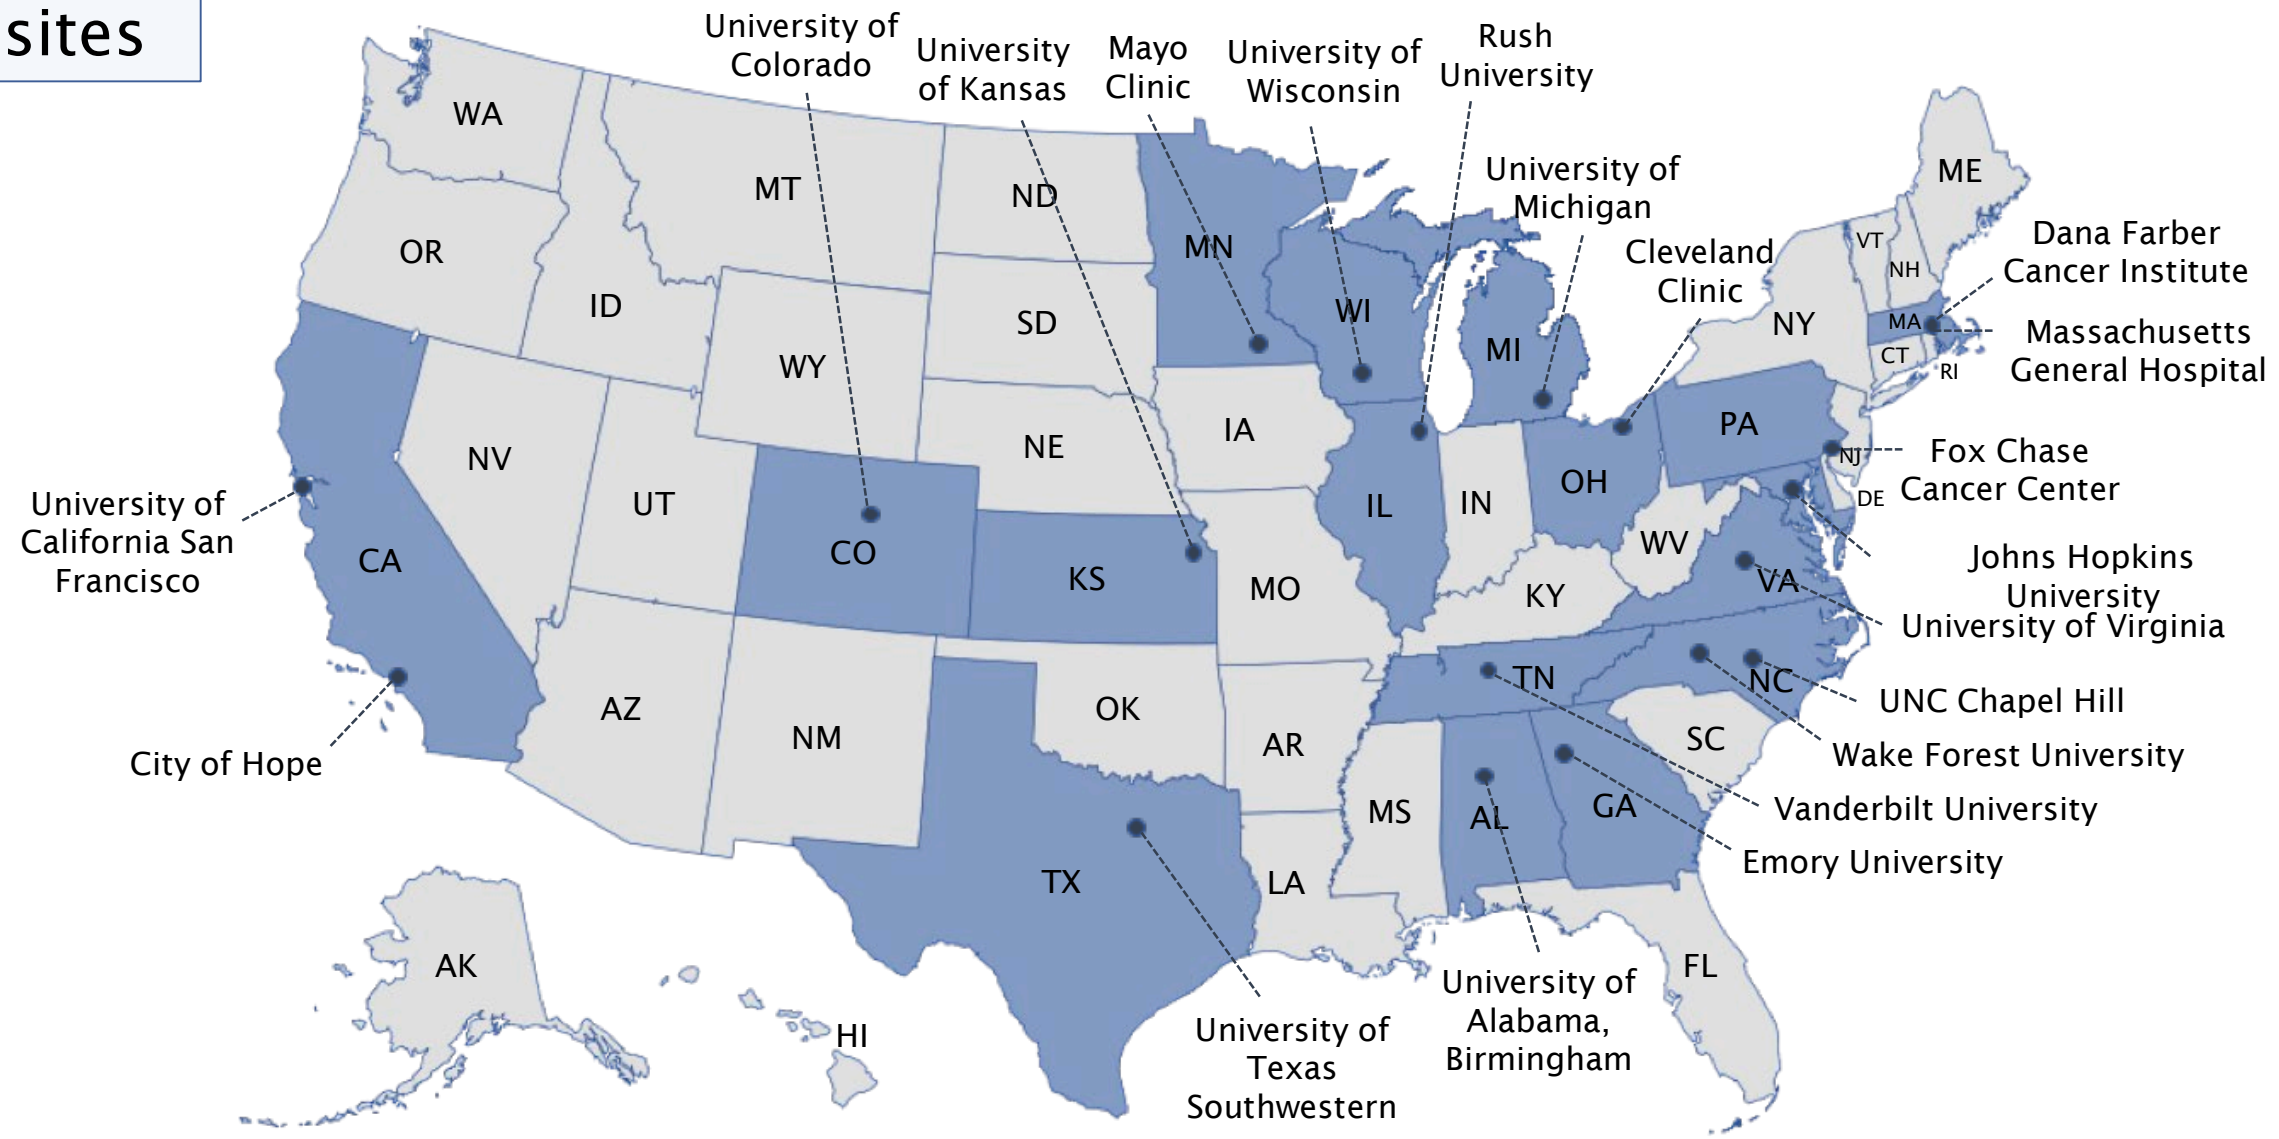 sites
University of
Colorado
University
of Kansas
Mayo
Clinic
University of
Wisconsin
Rush
University
University of
Michigan
Cleveland
Clinic
Dana Farber
Cancer Institute
Massachusetts
General Hospital
Fox Chase
Cancer Center
Johns Hopkins
University
University of Virginia
UNC Chapel Hill
Wake Forest University
Vanderbilt University
Emory University
University of
Alabama,
Birmingham
University of
Texas
Southwestern
City of Hope
University of
California San
Francisco
WA
MT
ND
MN
OR
ID
SD
WY
WI
MI
NY
VT
NH
ME
MA
CT
RI
NV
UT
NE
IA
PA
NJ
DE
CA
CO
KS
MO
IL
IN
OH
WV
KY
VA
AZ
NM
OK
AR
TN
NC
SC
MS
AL
GA
TX
LA
FL
AK
HI